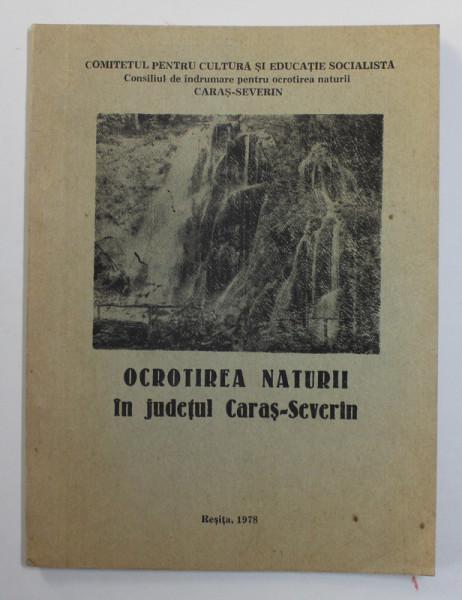 COMITETUL PENTRU CULTURĂ ȘI EDUCAȚIE SOCIALISTA
Consiliul de îndrumare pentru ocrotirea naturii
CARAȘ-SEVERIN
OCROTIREA NATURII
în județul Caraș-Severin
Reșița, 1978